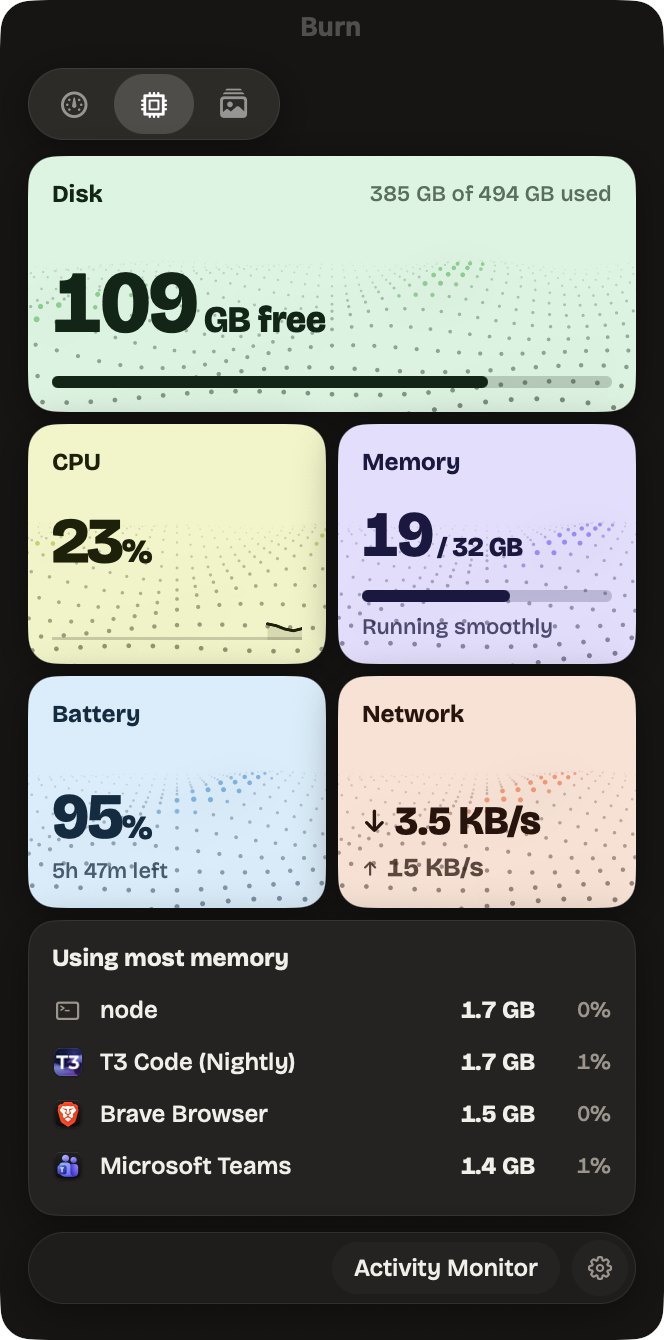 Burn
Disk
385 GB of 494 GB used
109 GB free
CPU
23%
Memory
19 / 32 GB
Running smoothly
Battery
95%
5h 47m left
Network
↓ 3.5 KB/s
↑ 15 KB/s
Using most memory
node 1.7 GB 0%
T3 T3 Code (Nightly) 1.7 GB 1%
Brave Browser 1.5 GB 0%
Microsoft Teams 1.4 GB 1%
Activity Monitor